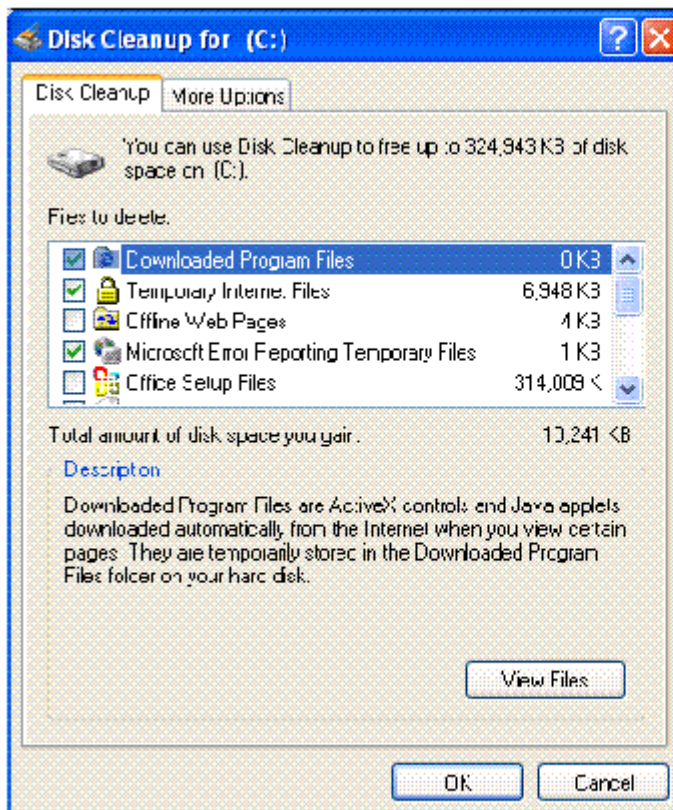 Disk Cleanup for (C:)
Disk Cleanup
More Options
You can use Disk Cleanup to free up to 324,943 KB of disk
space on (C:).
Files to delete:
Downloaded Program Files 0 KB
Temporary Internet Files 6,948 KB
Offline Web Pages 4 KB
Microsoft Error Reporting Temporary Files 1 KB
Office Setup Files 314,009 K
Total amount of disk space you gain: 10,241 KB
Description
Downloaded Program Files are ActiveX controls and Java applets
downloaded automatically from the Internet when you view certain
pages. They are temporarily stored in the Downloaded Program
Files folder on your hard disk.
View Files
OK
Cancel